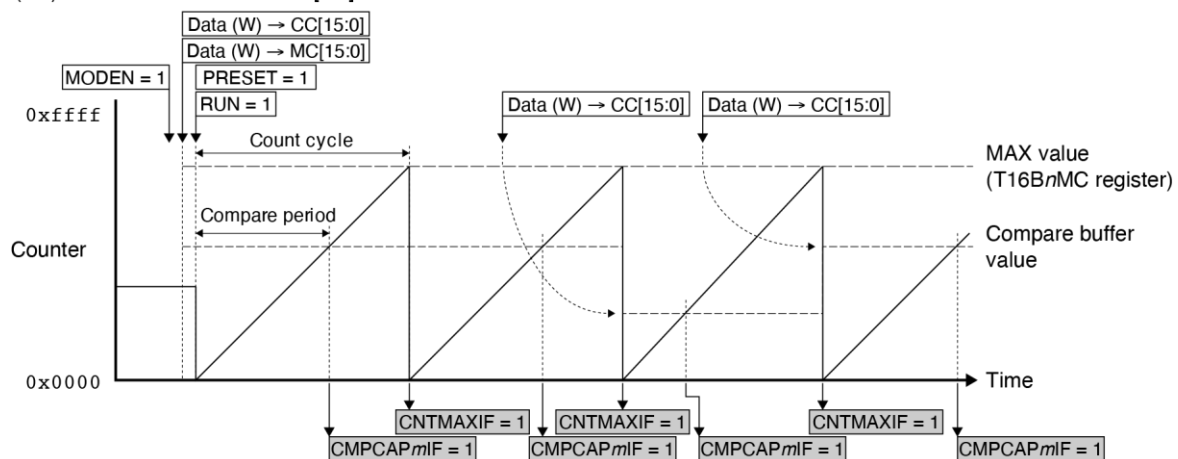 Data (W) → CC[15:0]
Data (W) → MC[15:0]
MODEN = 1
PRESET = 1
RUN = 1
Data (W) → CC[15:0]
Data (W) → CC[15:0]
0xffff
Count cycle
MAX value
(T16BnMC register)
Compare period
Counter
Compare buffer
value
0x0000
Time
CNTMAXIF = 1
CNTMAXIF = 1
CNTMAXIF = 1
CMPCAPmIF = 1
CMPCAPmIF = 1
CMPCAPmIF = 1
CMPCAPmIF = 1